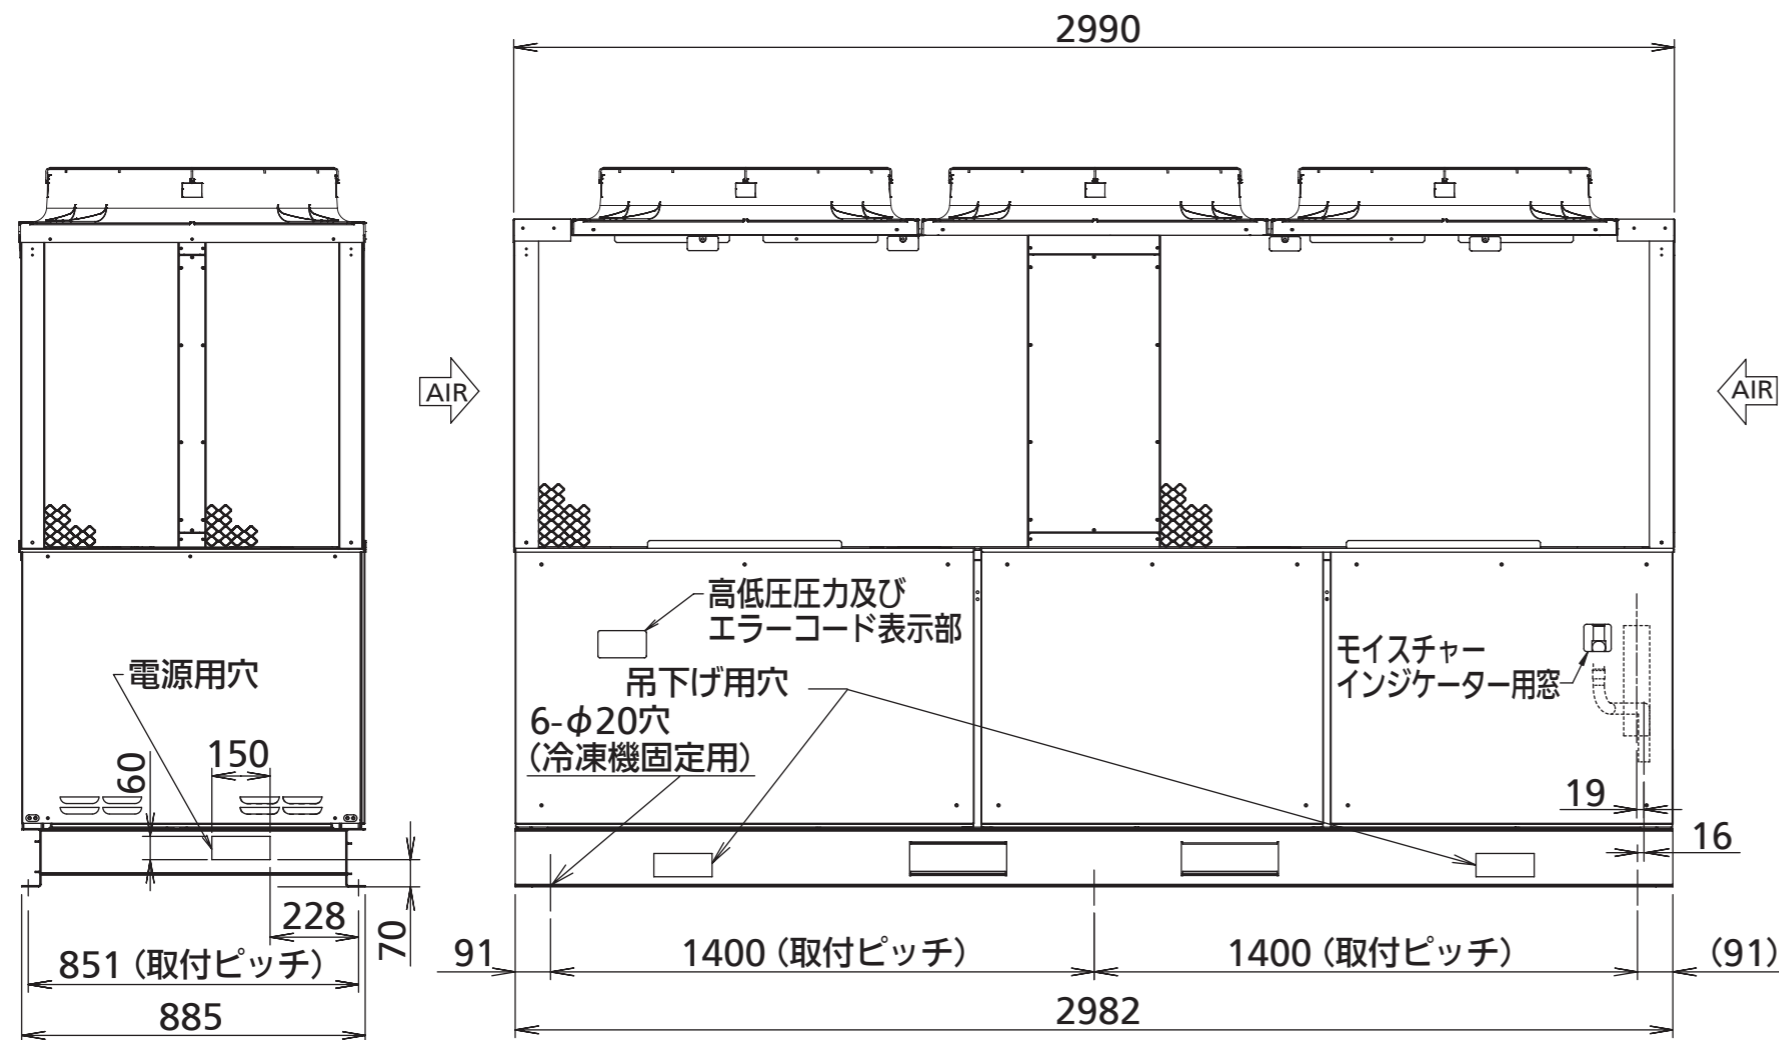 2990
AIR
AIR
高低圧圧力及び
エラーコード表示部
電源用穴
吊下げ用穴
モイスチャー
インジケーター用窓
6-φ20穴
(冷凍機固定用)
150
60
19
16
228
70
851(取付ピッチ)
91
1400(取付ピッチ)
1400(取付ピッチ)
(91)
885
2982